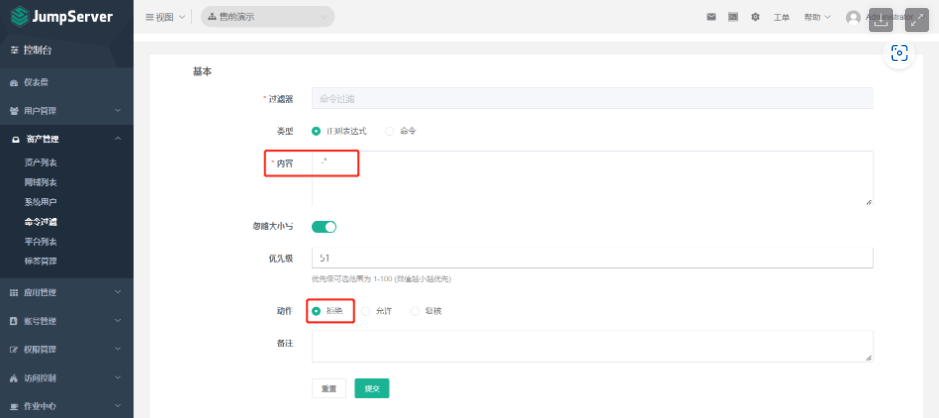 JumpServer
视图
售前演示
工单
帮助
Administrator
控制台
仪表盘
用户管理
资产管理
资产列表
网域列表
系统用户
命令过滤
平台列表
标签管理
应用管理
账号管理
权限管理
访问控制
作业中心
基本
* 过滤器
命令过滤
类型
正则表达式
命令
* 内容
忽略大小写
优先级
51
优先级可选范围为 1-100 (数值越小越优先)
动作
拒绝
允许
复核
备注
重置
提交